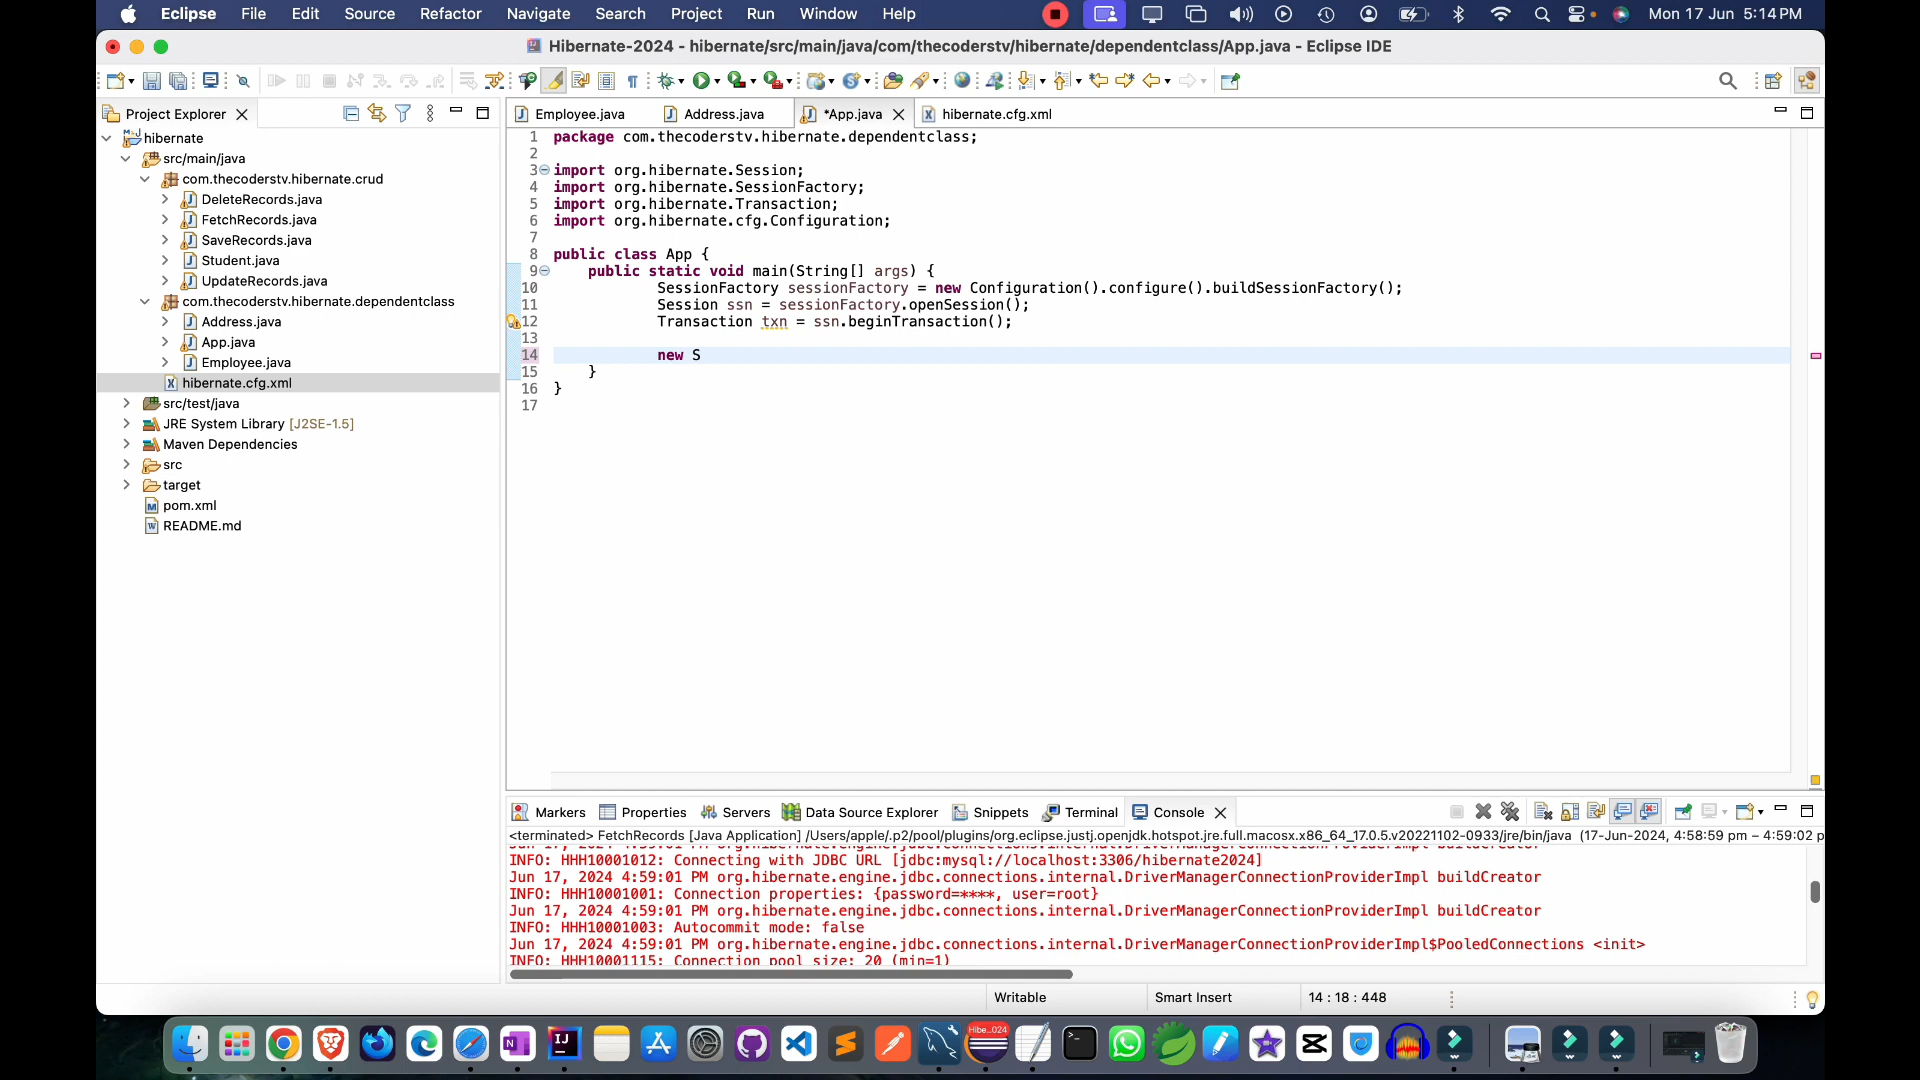 Eclipse File Edit Source Refactor Navigate Search Project Run Window Help Mon 17 Jun 5:14 PM
Hibernate-2024 - hibernate/src/main/java/com/thecoderstv/hibernate/dependentclass/App.java - Eclipse IDE
Project Explorer
hibernate
src/main/java
com.thecoderstv.hibernate.crud
DeleteRecords.java
FetchRecords.java
SaveRecords.java
Student.java
UpdateRecords.java
com.thecoderstv.hibernate.dependentclass
Address.java
App.java
Employee.java
hibernate.cfg.xml
src/test/java
JRE System Library [J2SE-1.5]
Maven Dependencies
src
target
pom.xml
README.md
Employee.java Address.java *App.java hibernate.cfg.xml
1 package com.thecoderstv.hibernate.dependentclass;
2
3 import org.hibernate.Session;
4 import org.hibernate.SessionFactory;
5 import org.hibernate.Transaction;
6 import org.hibernate.cfg.Configuration;
7
8 public class App {
9 public static void main(String[] args) {
10 SessionFactory sessionFactory = new Configuration().configure().buildSessionFactory();
11 Session ssn = sessionFactory.openSession();
12 Transaction txn = ssn.beginTransaction();
13
14 new S
15 }
16 }
17
Markers Properties Servers Data Source Explorer Snippets Terminal Console
<terminated> FetchRecords [Java Application] /Users/apple/.p2/pool/plugins/org.eclipse.justj.openjdk.hotspot.jre.full.macosx.x86_64_17.0.5.v20221102-0933/jre/bin/java (17-Jun-2024, 4:58:59 pm – 4:59:02 p
INFO: HHH10001012: Connecting with JDBC URL [jdbc:mysql://localhost:3306/hibernate2024]
Jun 17, 2024 4:59:01 PM org.hibernate.engine.jdbc.connections.internal.DriverManagerConnectionProviderImpl buildCreator
INFO: HHH10001001: Connection properties: {password=****, user=root}
Jun 17, 2024 4:59:01 PM org.hibernate.engine.jdbc.connections.internal.DriverManagerConnectionProviderImpl buildCreator
INFO: HHH10001003: Autocommit mode: false
Jun 17, 2024 4:59:01 PM org.hibernate.engine.jdbc.connections.internal.DriverManagerConnectionProviderImpl$PooledConnections <init>
INFO: HHH10001115: Connection pool size: 20 (min=1)
Writable Smart Insert 14 : 18 : 448
Hibe...024